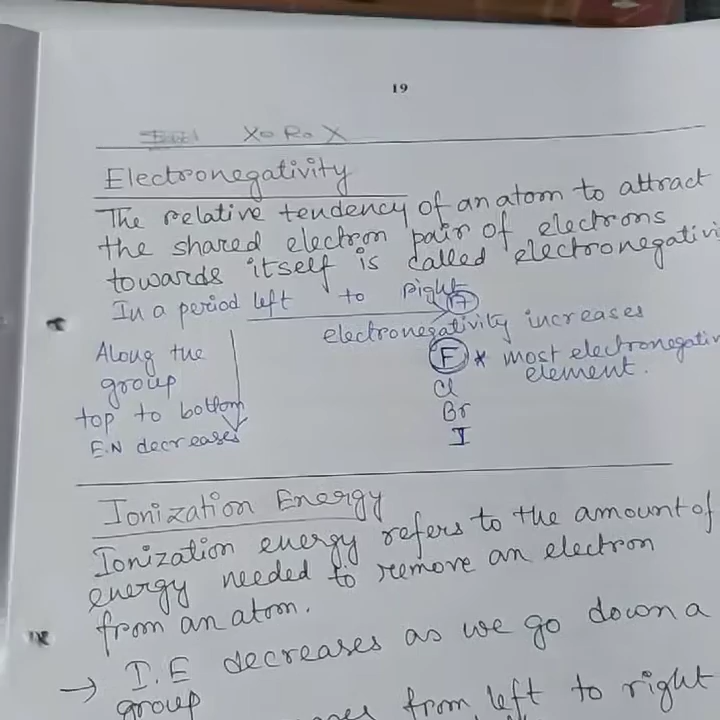 19
X o R o X
Electronegativity
The relative tendency of an atom to attract
the shared electron pair of electrons
towards itself is called electronegativi
In a period left to Right
electronegativity increases
Along the
group
top to bottom
E.N decreases
F * most electronegativ
element.
Cl
Br
I
Ionization Energy
Ionization energy refers to the amount of
energy needed to remove an electron
from an atom.
→ I.E decreases as we go down a
group
from left to right